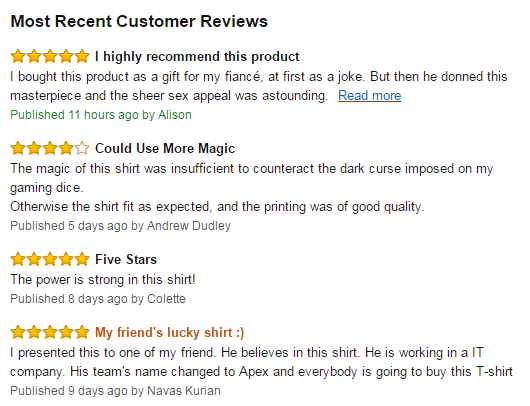 Most Recent Customer Reviews
I highly recommend this product
I bought this product as a gift for my fiancé, at first as a joke. But then he donned this
masterpiece and the sheer sex appeal was astounding. Read more
Published 11 hours ago by Alison
Could Use More Magic
The magic of this shirt was insufficient to counteract the dark curse imposed on my
gaming dice.
Otherwise the shirt fit as expected, and the printing was of good quality.
Published 5 days ago by Andrew Dudley
Five Stars
The power is strong in this shirt!
Published 8 days ago by Colette
My friend's lucky shirt :)
I presented this to one of my friend. He believes in this shirt. He is working in a IT
company. His team's name changed to Apex and everybody is going to buy this T-shirt
Published 9 days ago by Navas Kurian